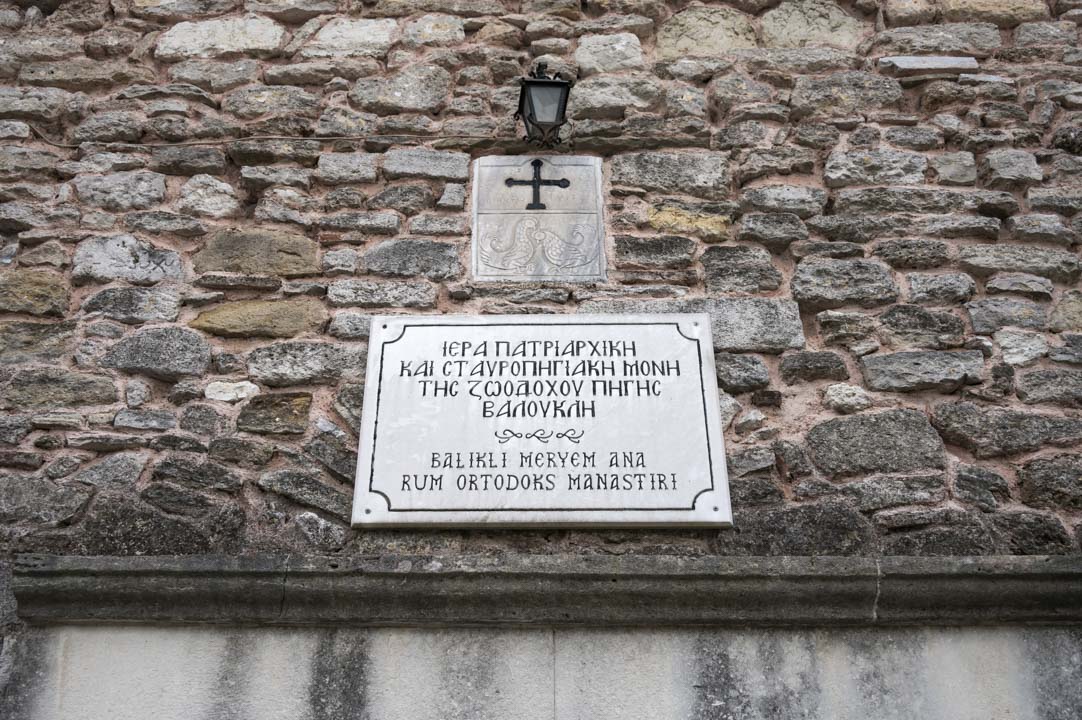 ΙΕΡΑ ΠΑΤΡΙΑΡΧΙΚΗ
ΚΑΙ ΣΤΑΥΡΟΠΗΓΙΑΚΗ ΜΟΝΗ
ΤΗΣ ΖΩΟΔΟΧΟΥ ΠΗΓΗΣ
ΒΑΛΟΥΚΛΗ
BALIKLI MERYEM ANA
RUM ORTODOKS MANASTIRI